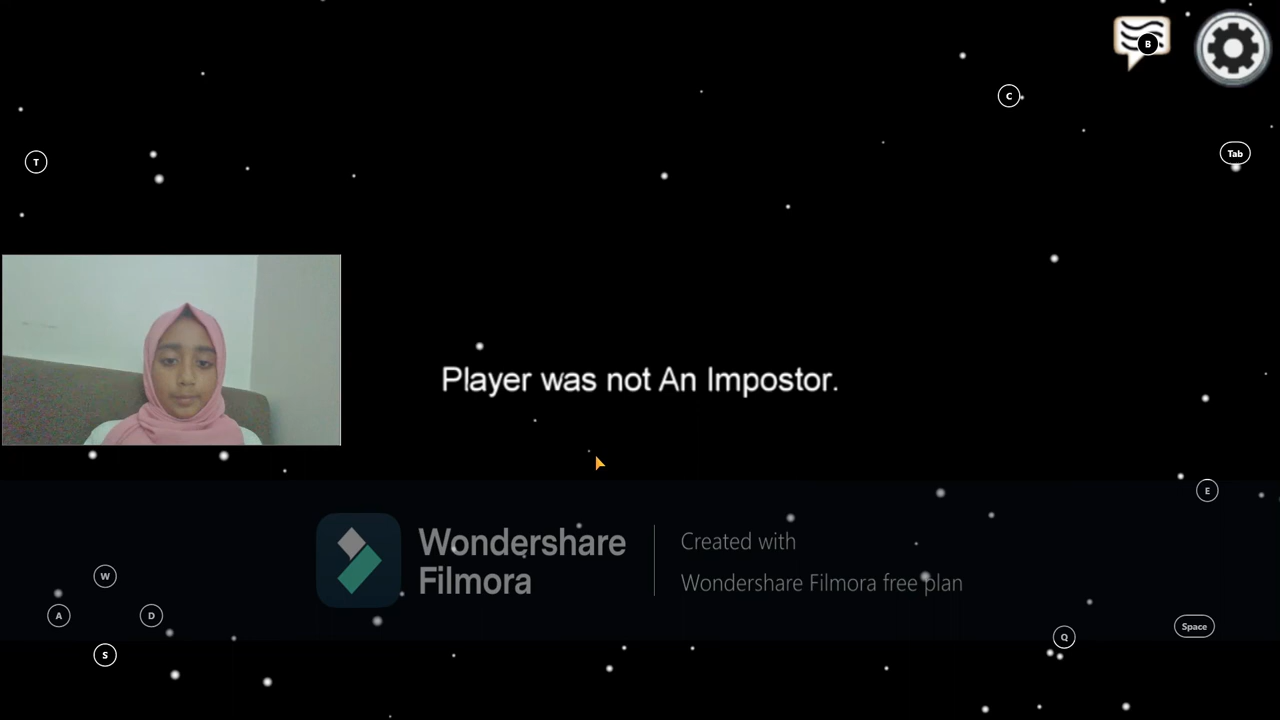 B
C
T
Tab
Player was not An Impostor.
E
Wondershare
Filmora
Created with
Wondershare Filmora free plan
W
A
D
S
Q
Space